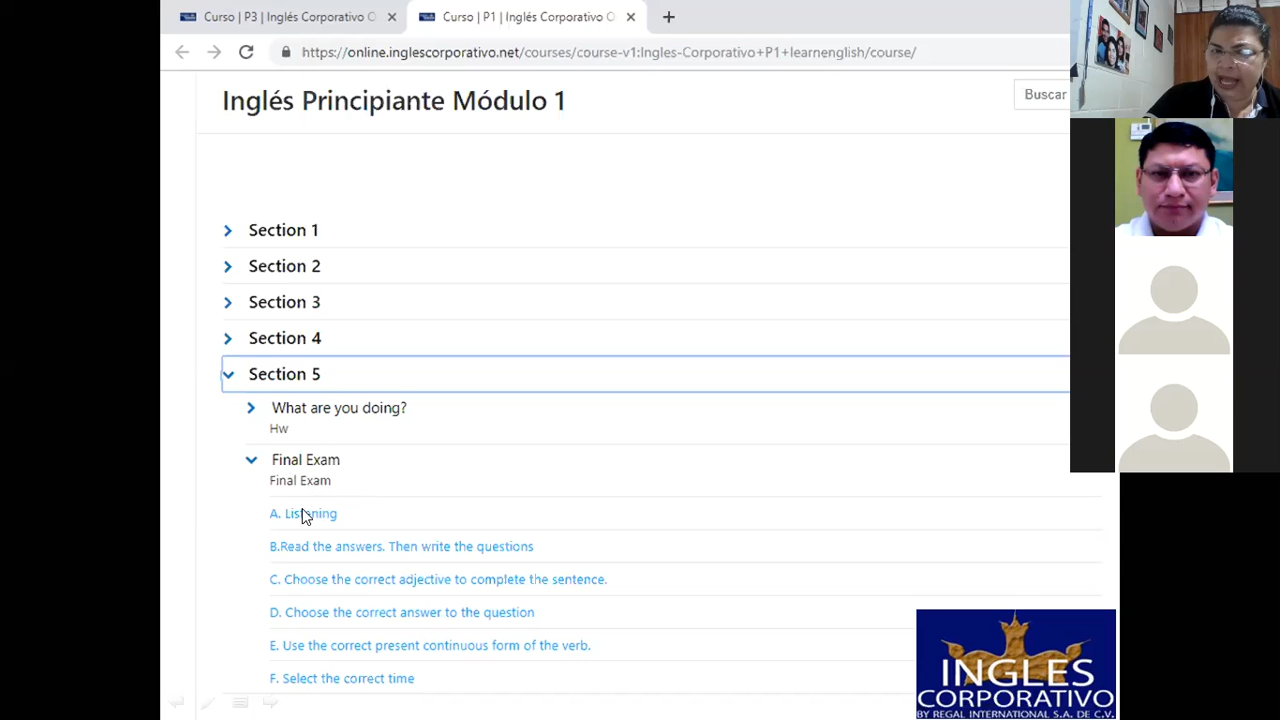 Curso | P3 | Inglés Corporativo
Curso | P1 | Inglés Corporativo
https://online.inglescorporativo.net/courses/course-v1:Ingles-Corporativo+P1+learnenglish/course/
Inglés Principiante Módulo 1
Buscar
Section 1
Section 2
Section 3
Section 4
Section 5
What are you doing?
Hw
Final Exam
Final Exam
A. Listening
B.Read the answers. Then write the questions
C. Choose the correct adjective to complete the sentence.
D. Choose the correct answer to the question
E. Use the correct present continuous form of the verb.
F. Select the correct time
INGLES
CORPORATIVO
BY REGAL INTERNATIONAL S.A. DE C.V.